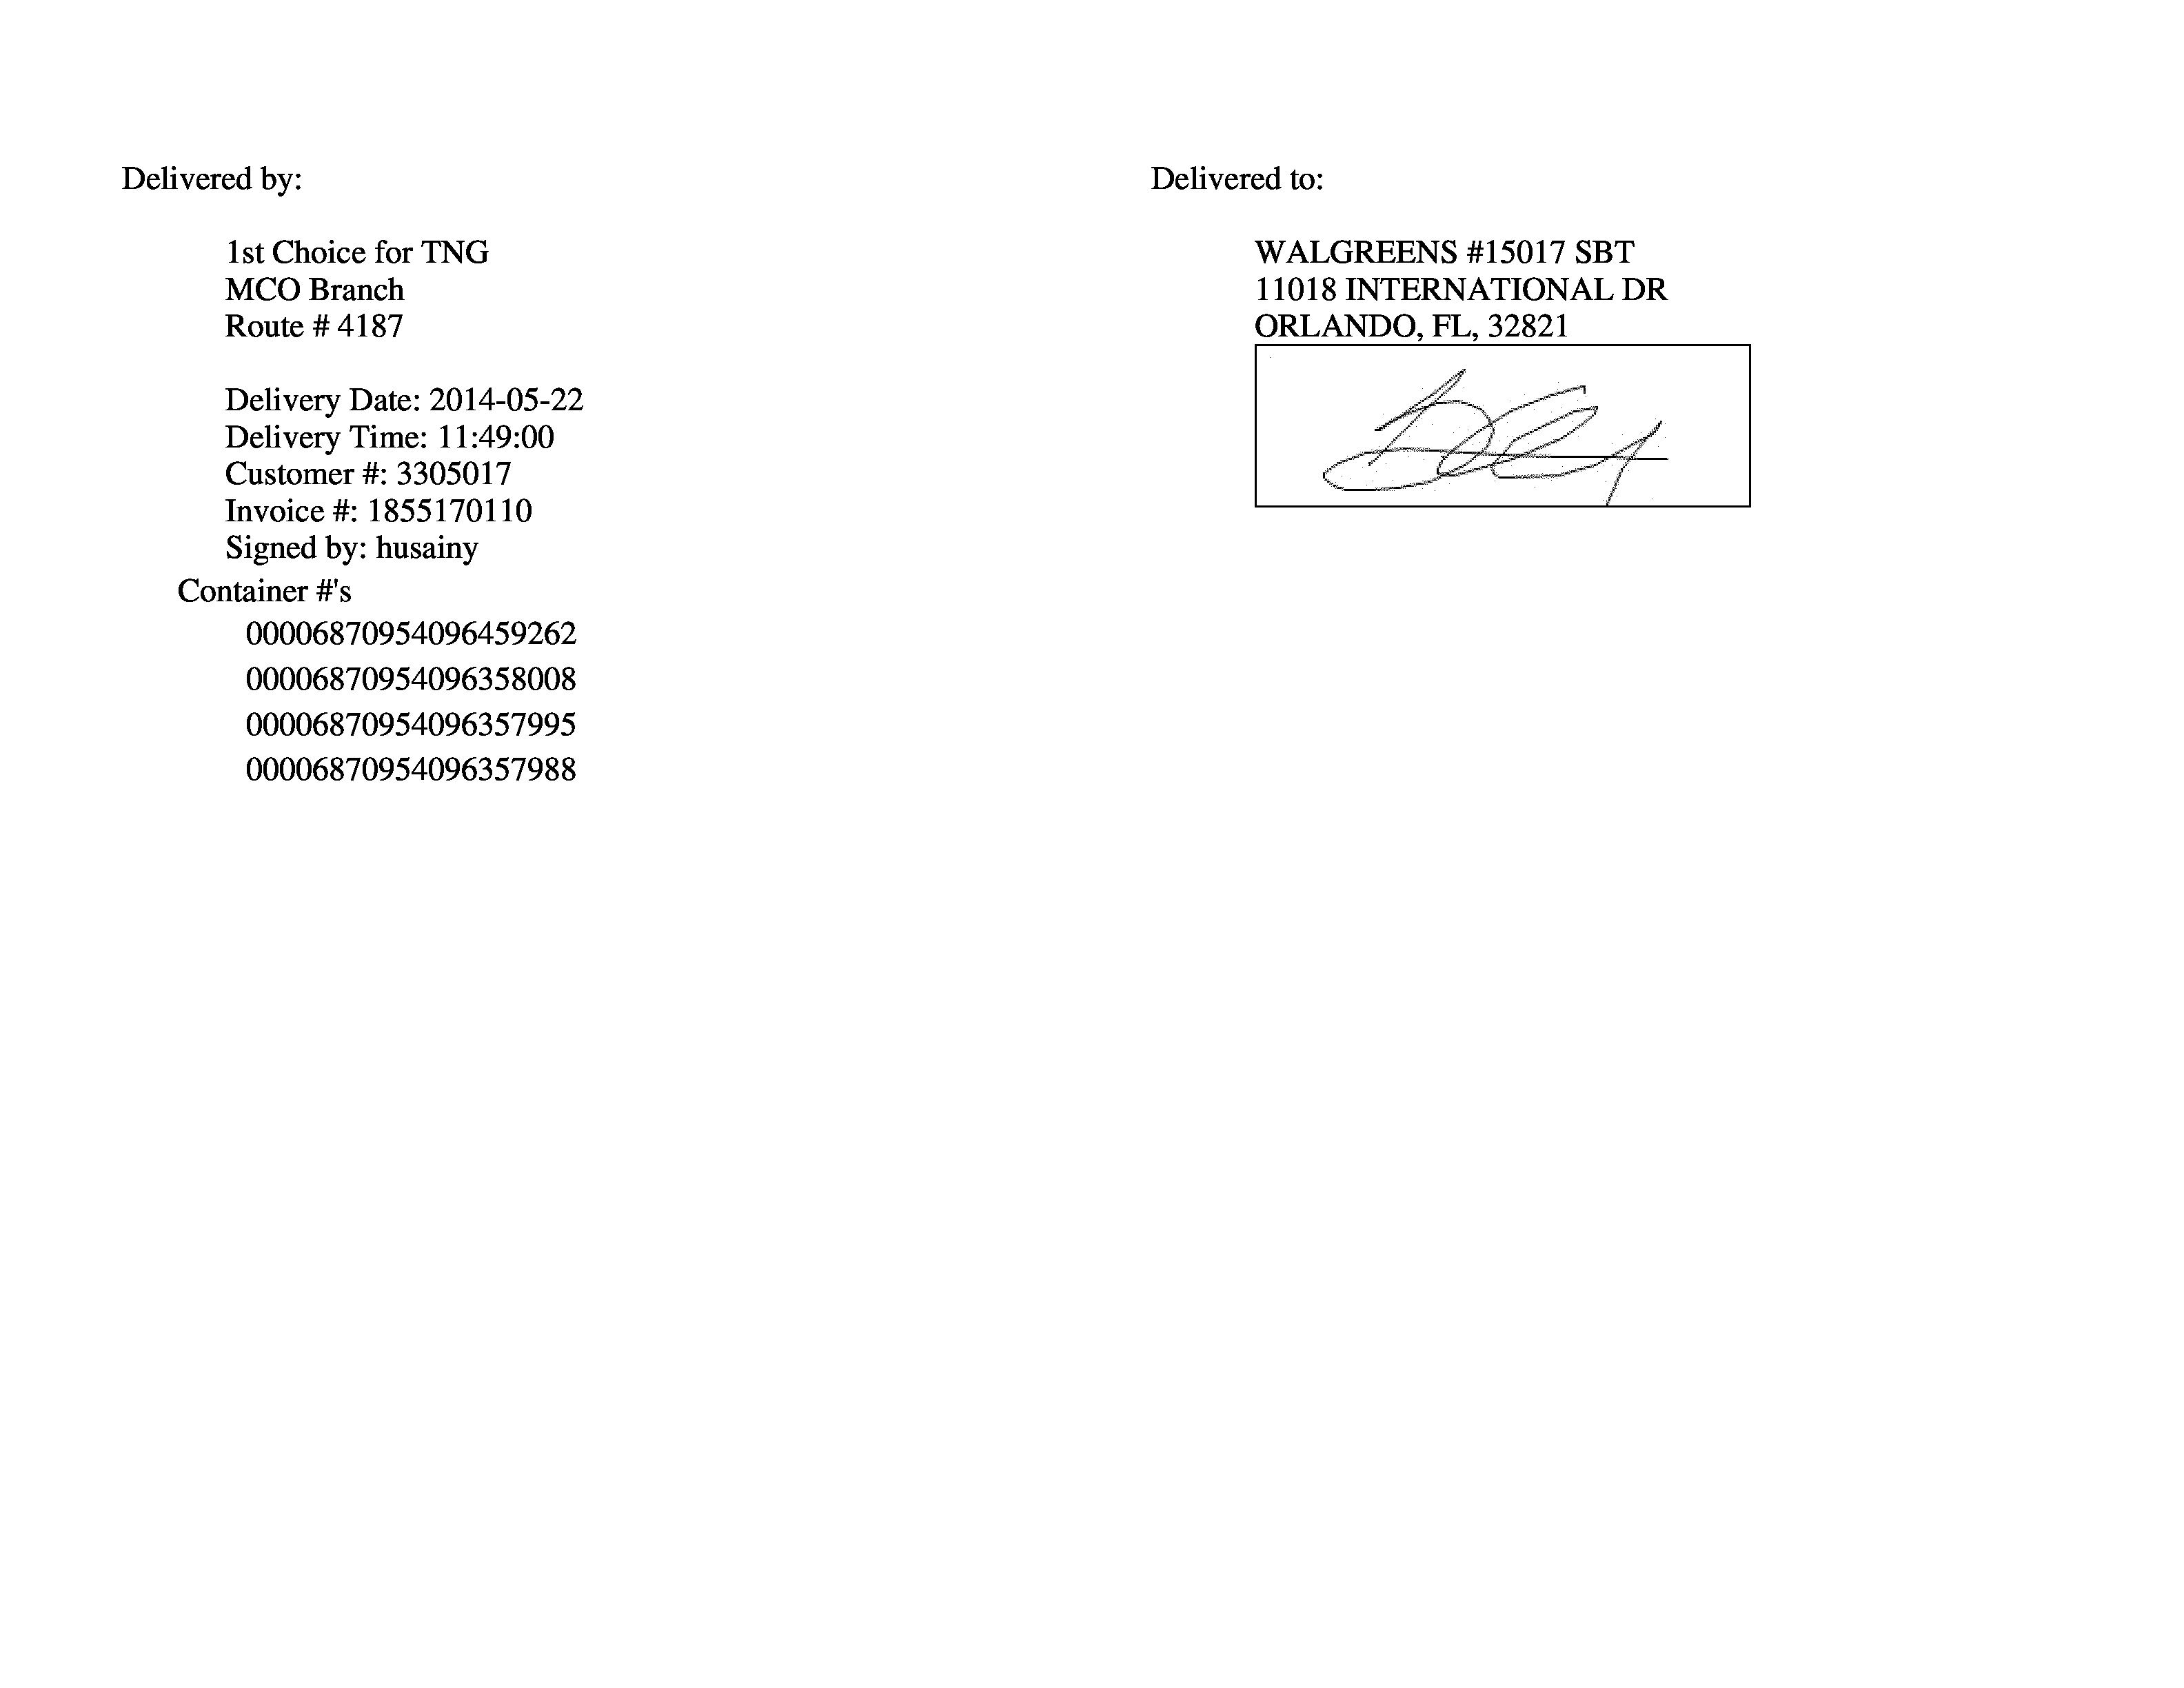 Delivered by:
1st Choice for TNG
MCO Branch
Route # 4187
Delivery Date: 2014-05-22
Delivery Time: 11:49:00
Customer #: 3305017
Invoice #: 1855170110
Signed by: husainy
Container #'s
00006870954096459262
00006870954096358008
00006870954096357995
00006870954096357988
Delivered to:
WALGREENS #15017 SBT
11018 INTERNATIONAL DR
ORLANDO, FL, 32821